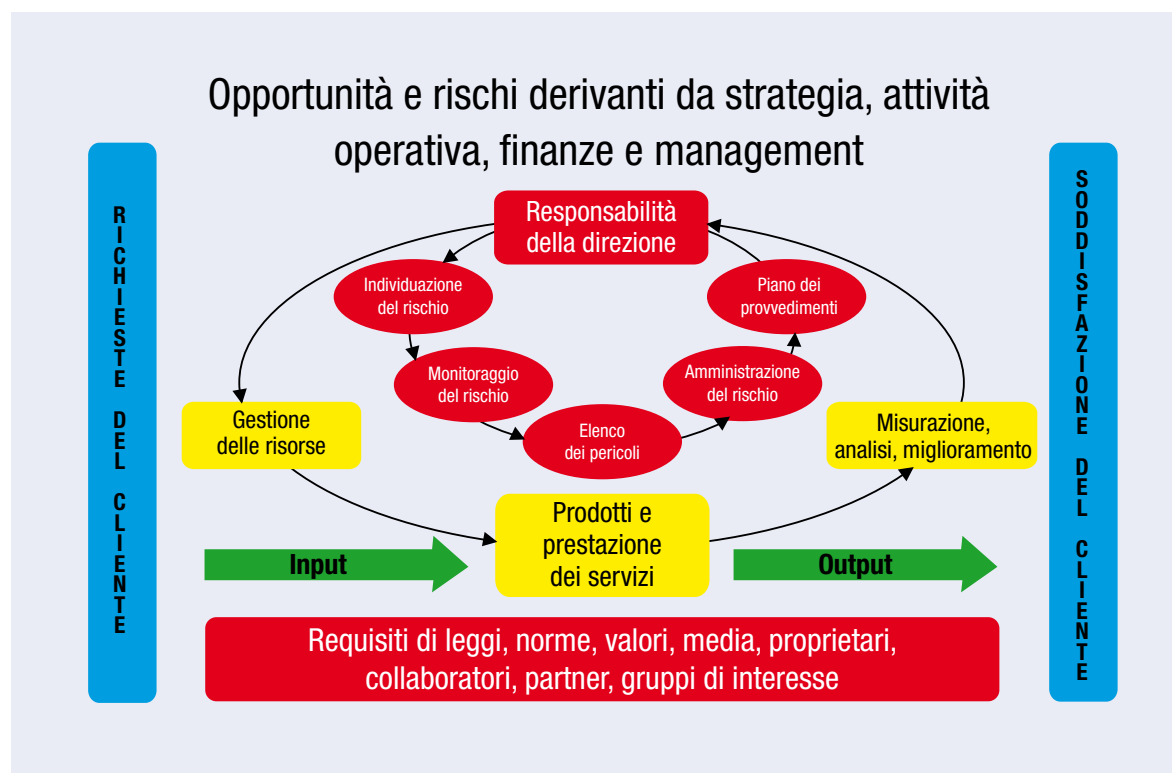 Opportunità e rischi derivanti da strategia, attività
operativa, finanze e management
RICHIESTE DEL CLIENTE
Responsabilità
della direzione
Individuazione
del rischio
Piano dei
provvedimenti
Monitoraggio
del rischio
Amministrazione
del rischio
Elenco
dei pericoli
Gestione
delle risorse
Misurazione,
analisi, miglioramento
Prodotti e
prestazione
dei servizi
Input
Output
Requisiti di leggi, norme, valori, media, proprietari,
collaboratori, partner, gruppi di interesse
SODDISFAZIONE DEL CLIENTE